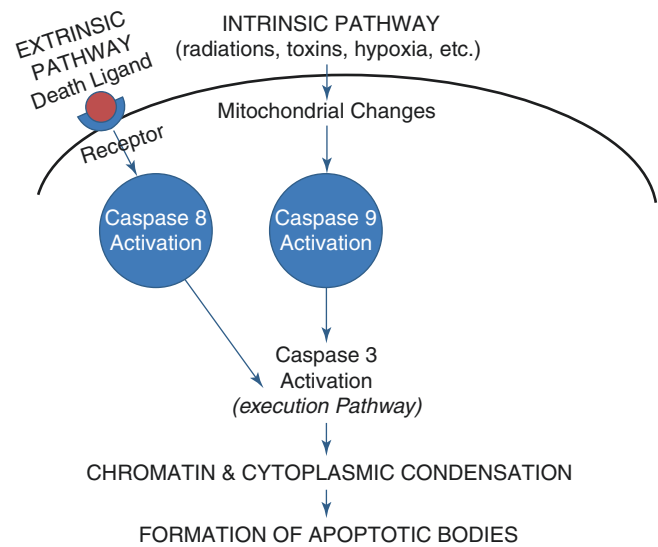 EXTRINSIC
PATHWAY
Death Ligand
Receptor
INTRINSIC PATHWAY
(radiations, toxins, hypoxia, etc.)
Mitochondrial Changes
Caspase 8
Activation
Caspase 9
Activation
Caspase 3
Activation
(execution Pathway)
CHROMATIN & CYTOPLASMIC CONDENSATION
FORMATION OF APOPTOTIC BODIES